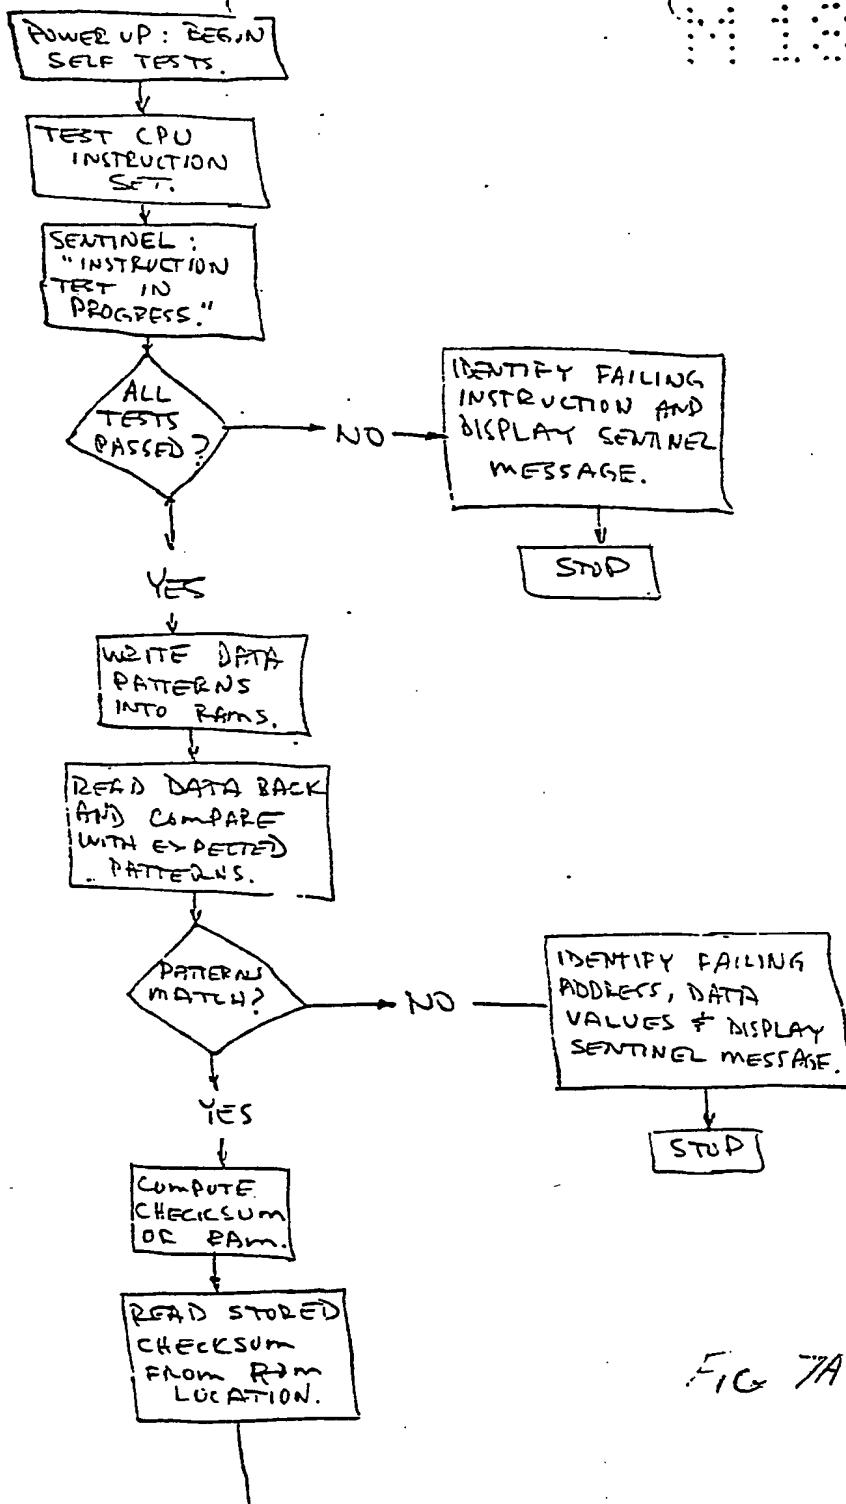 POWER UP: BEGIN
SELF TESTS.
TEST CPU
INSTRUCTION
SET.
SENTINEL:
"INSTRUCTION
TEST IN
PROGRESS."
ALL
TESTS
PASSED?
NO
IDENTIFY FAILING
INSTRUCTION AND
DISPLAY SENTINEL
MESSAGE.
STOP
YES
WRITE DATA
PATTERNS
INTO RAMS.
READ DATA BACK
AND COMPARE
WITH EXPECTED
PATTERNS.
PATTERNS
MATCH?
NO
IDENTIFY FAILING
ADDRESS, DATA
VALUES & DISPLAY
SENTINEL MESSAGE.
STOP
YES
COMPUTE
CHECKSUM
OF RAM.
READ STORED
CHECKSUM
FROM ROM
LOCATION.
FIG 7A